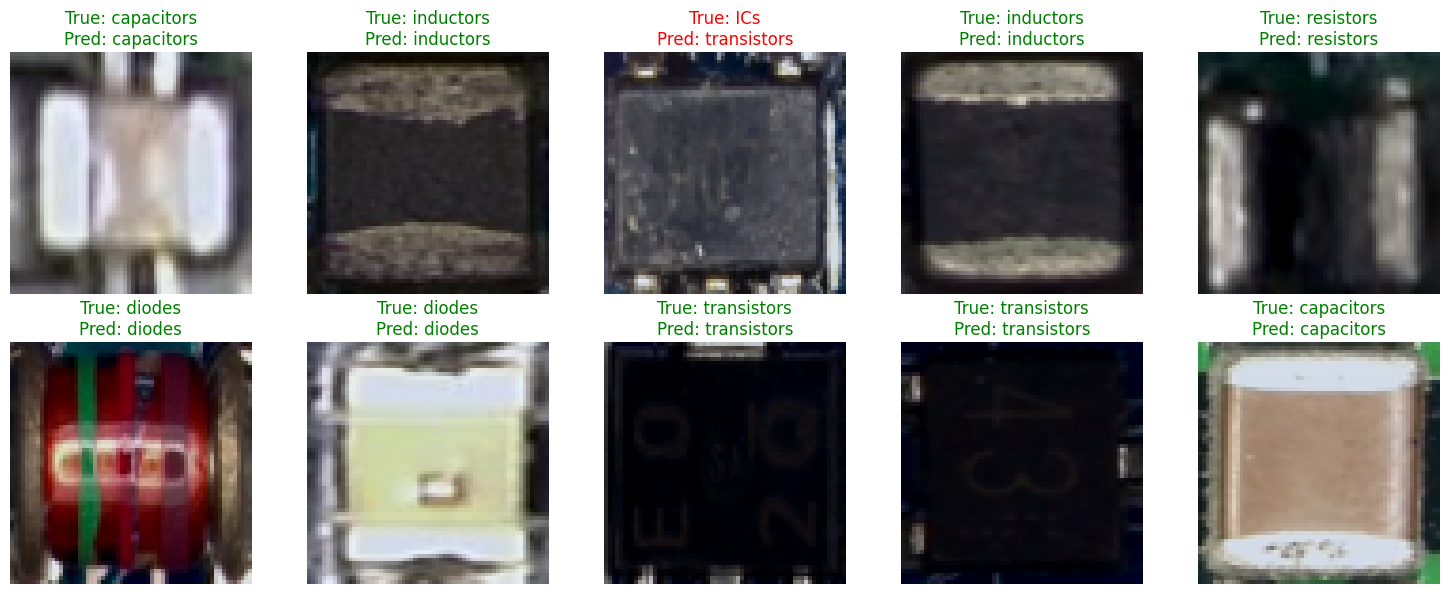 True: capacitors
Pred: capacitors
True: inductors
Pred: inductors
True: ICs
Pred: transistors
True: inductors
Pred: inductors
True: resistors
Pred: resistors
True: diodes
Pred: diodes
True: diodes
Pred: diodes
True: transistors
Pred: transistors
True: transistors
Pred: transistors
True: capacitors
Pred: capacitors
43